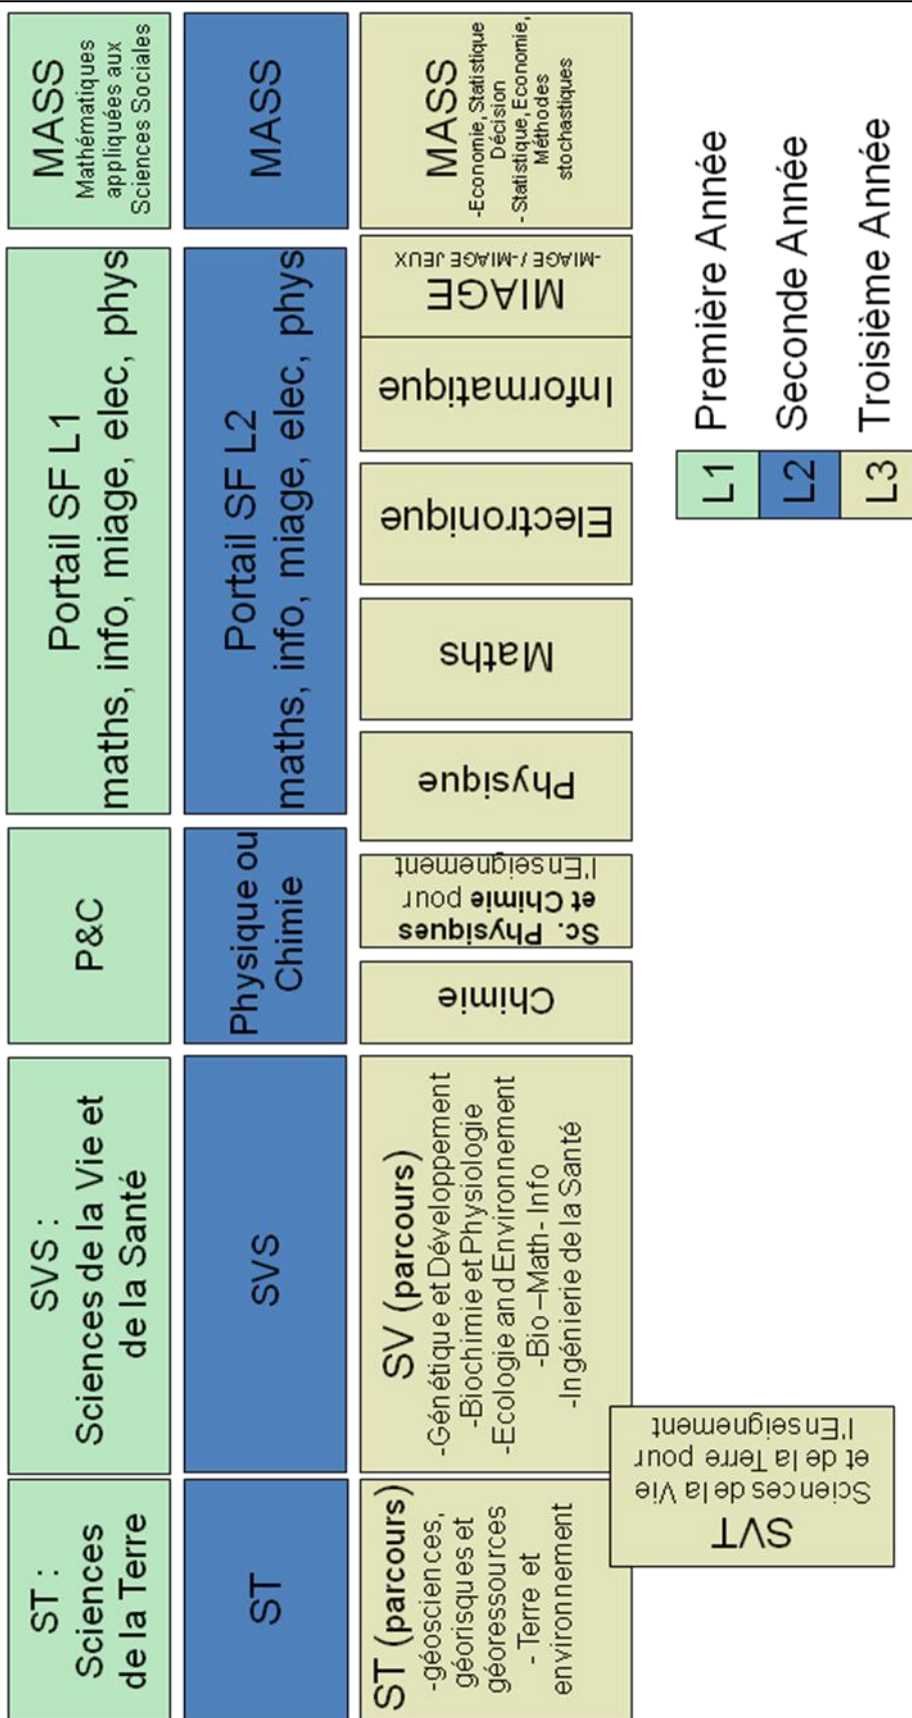 ST :
Sciences
de la Terre
SVS :
Sciences de la Vie et
de la Santé
P&C
Portail SF L1
maths, info, miage, elec, phys
MASS
Mathématiques
appliquées aux
Sciences Sociales
ST
SVS
Physique ou
Chimie
Portail SF L2
maths, info, miage, elec, phys
MASS
ST (parcours)
-géosciences,
géorisques et
géoressources
- Terre et
environnement
SV (parcours)
-Génétique et Développement
-Biochimie et Physiologie
-Ecologie and Environnement
-Bio –Math- Info
-Ingénierie de la Santé
Chimie
Sc. Physiques
et Chimie pour
l'Enseignement
Physique
Maths
Electronique
Informatique
MIAGE
-MIAGE / -MIAGE JEUX
MASS
-Economie, Statistique
Décision
- Statistique, Economie,
Méthodes
stochastiques
SVT
Sciences de la Vie
et de la Terre pour
l'Enseignement
L1 Première Année
L2 Seconde Année
L3 Troisième Année